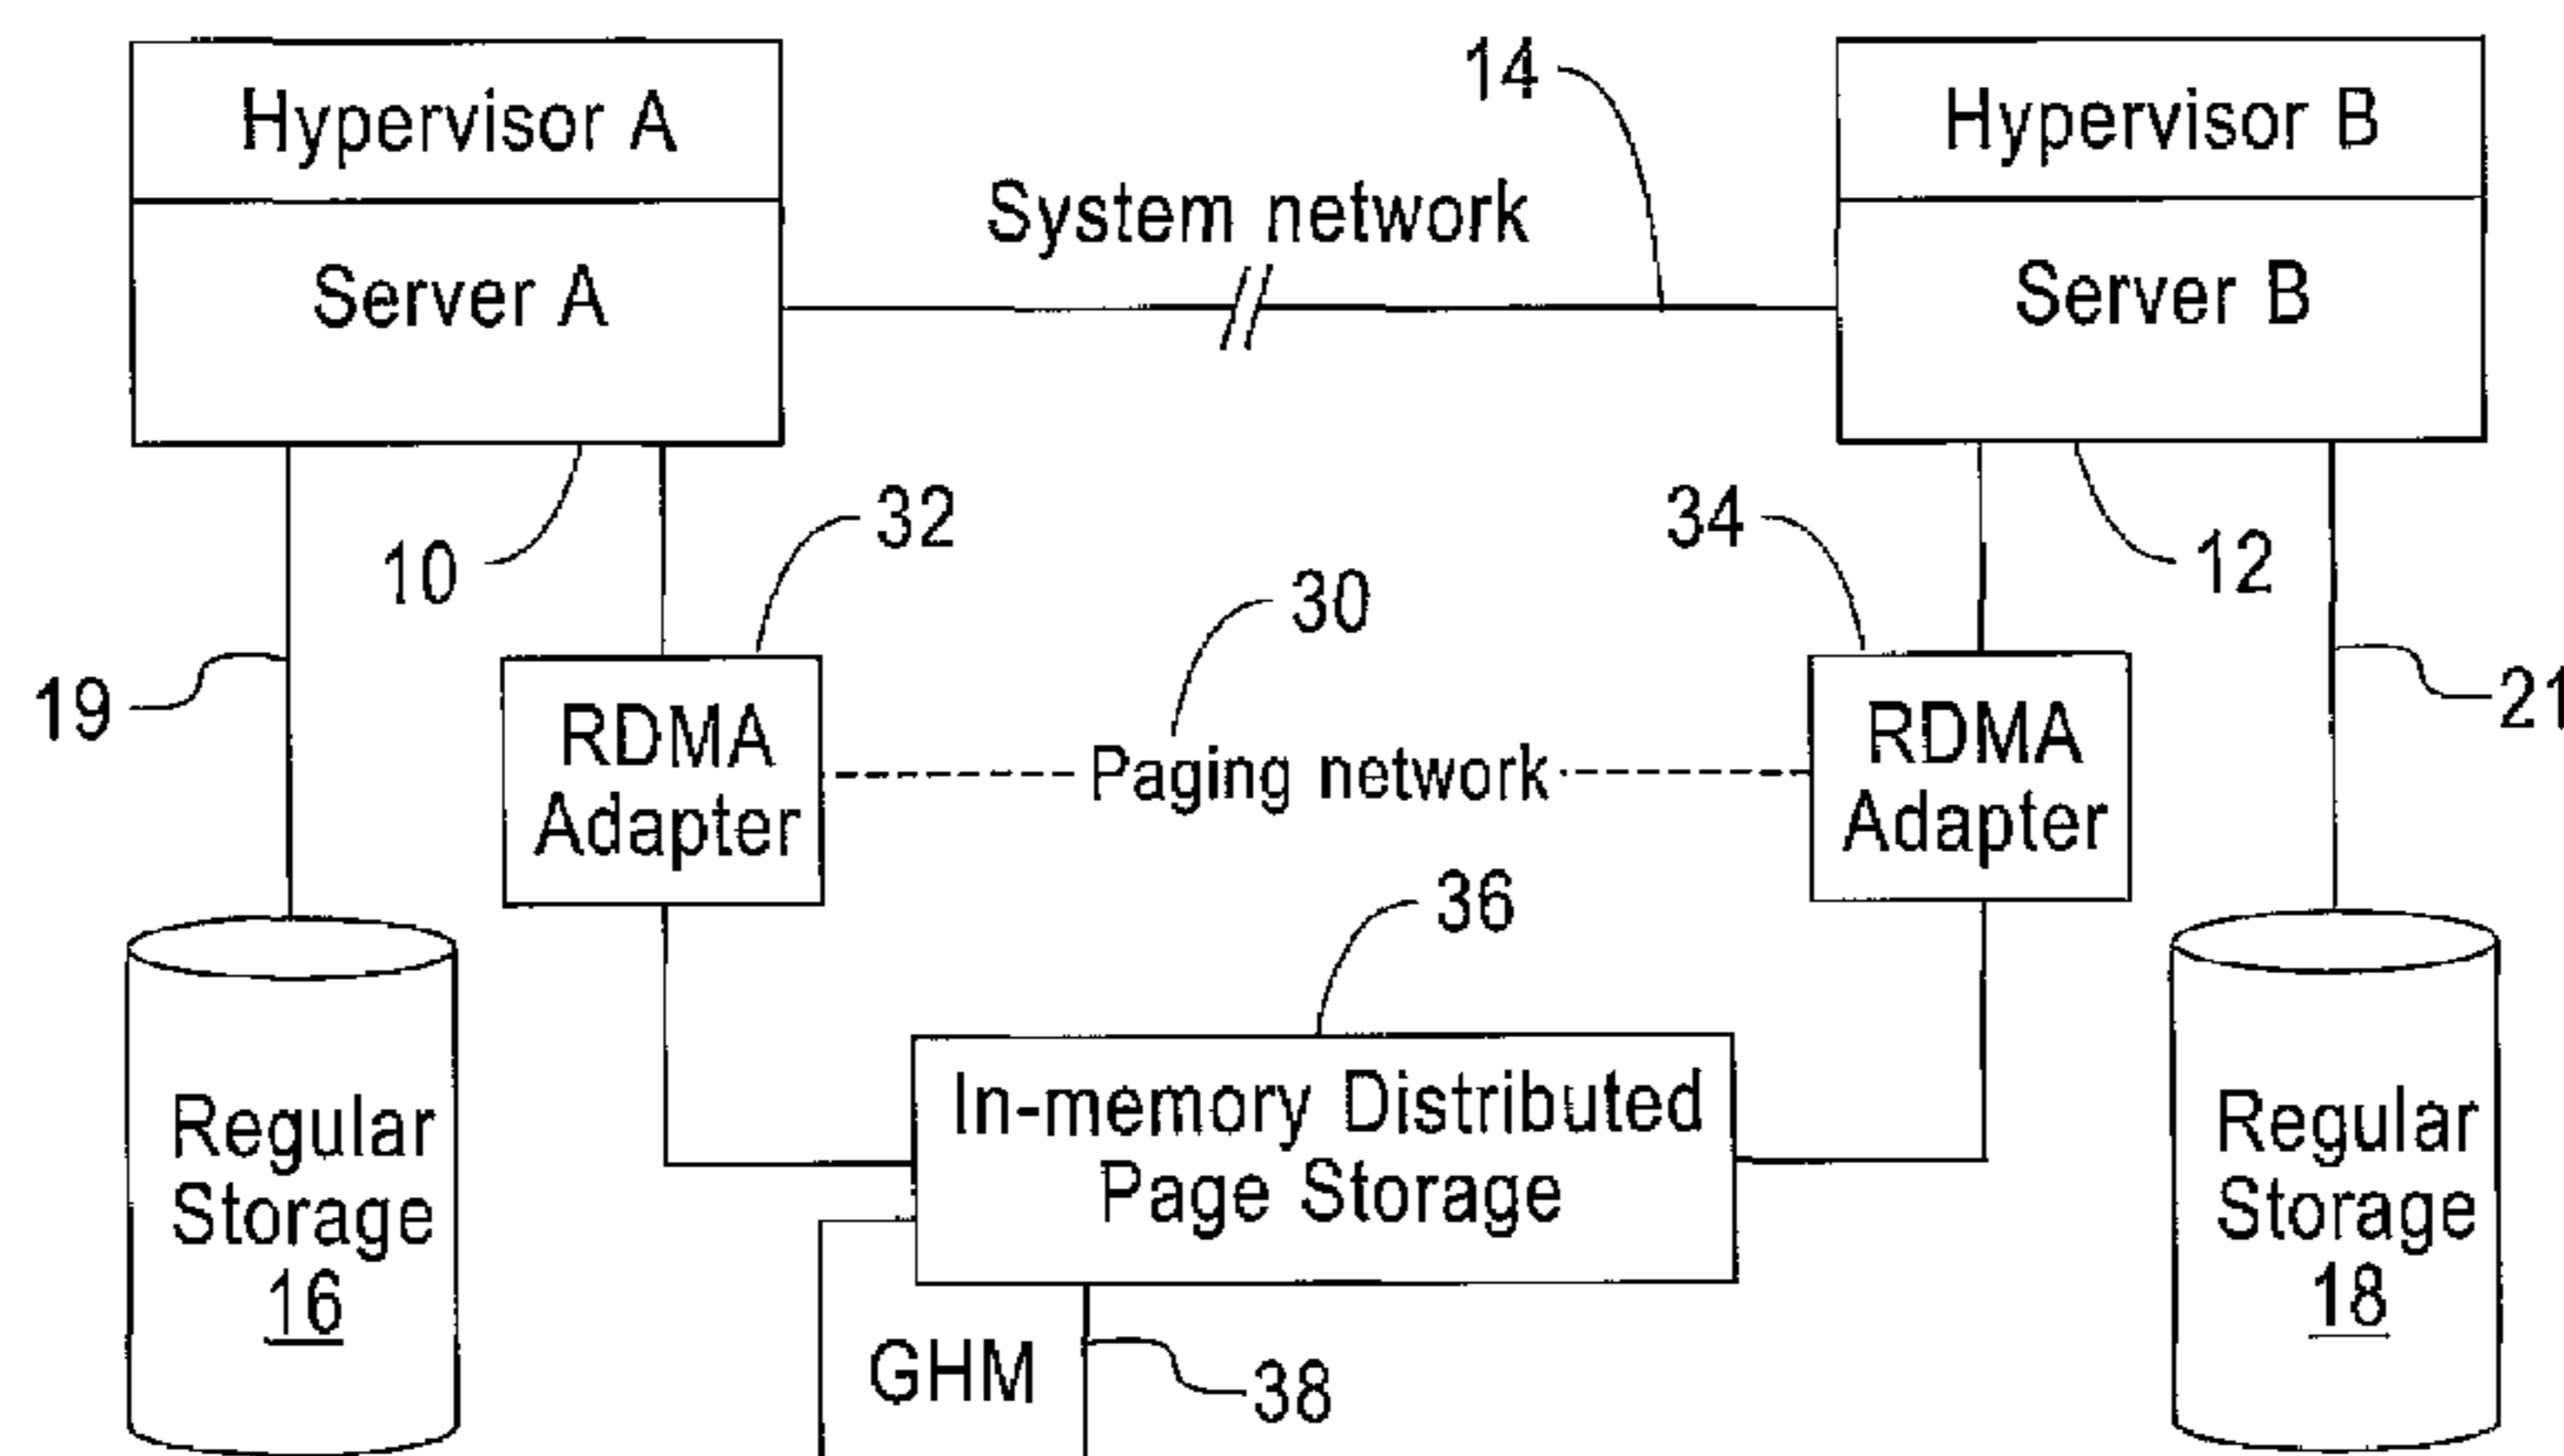 Hypervisor A
14
Hypervisor B
System network
Server A
Server B
32
34
10
12
30
19
21
RDMA
Adapter
Paging network
RDMA
Adapter
36
In-memory Distributed
Page Storage
Regular
Storage
16
Regular
Storage
18
GHM
38